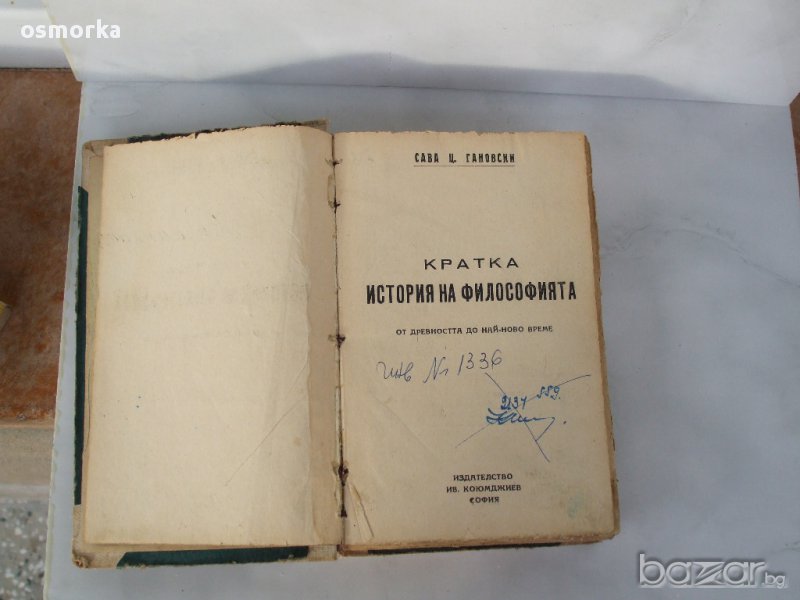 osmorka
САВА Ц. ГАНОВСКИ
КРАТКА
ИСТОРИЯ НА ФИЛОСОФИЯТА
ОТ ДРЕВНОСТТА ДО НАЙ-НОВО ВРЕМЕ
Инв № 1336
2137
ИЗДАТЕЛСТВО
ИВ. КОЮМДЖИЕВ
СОФИЯ
bazar.bg